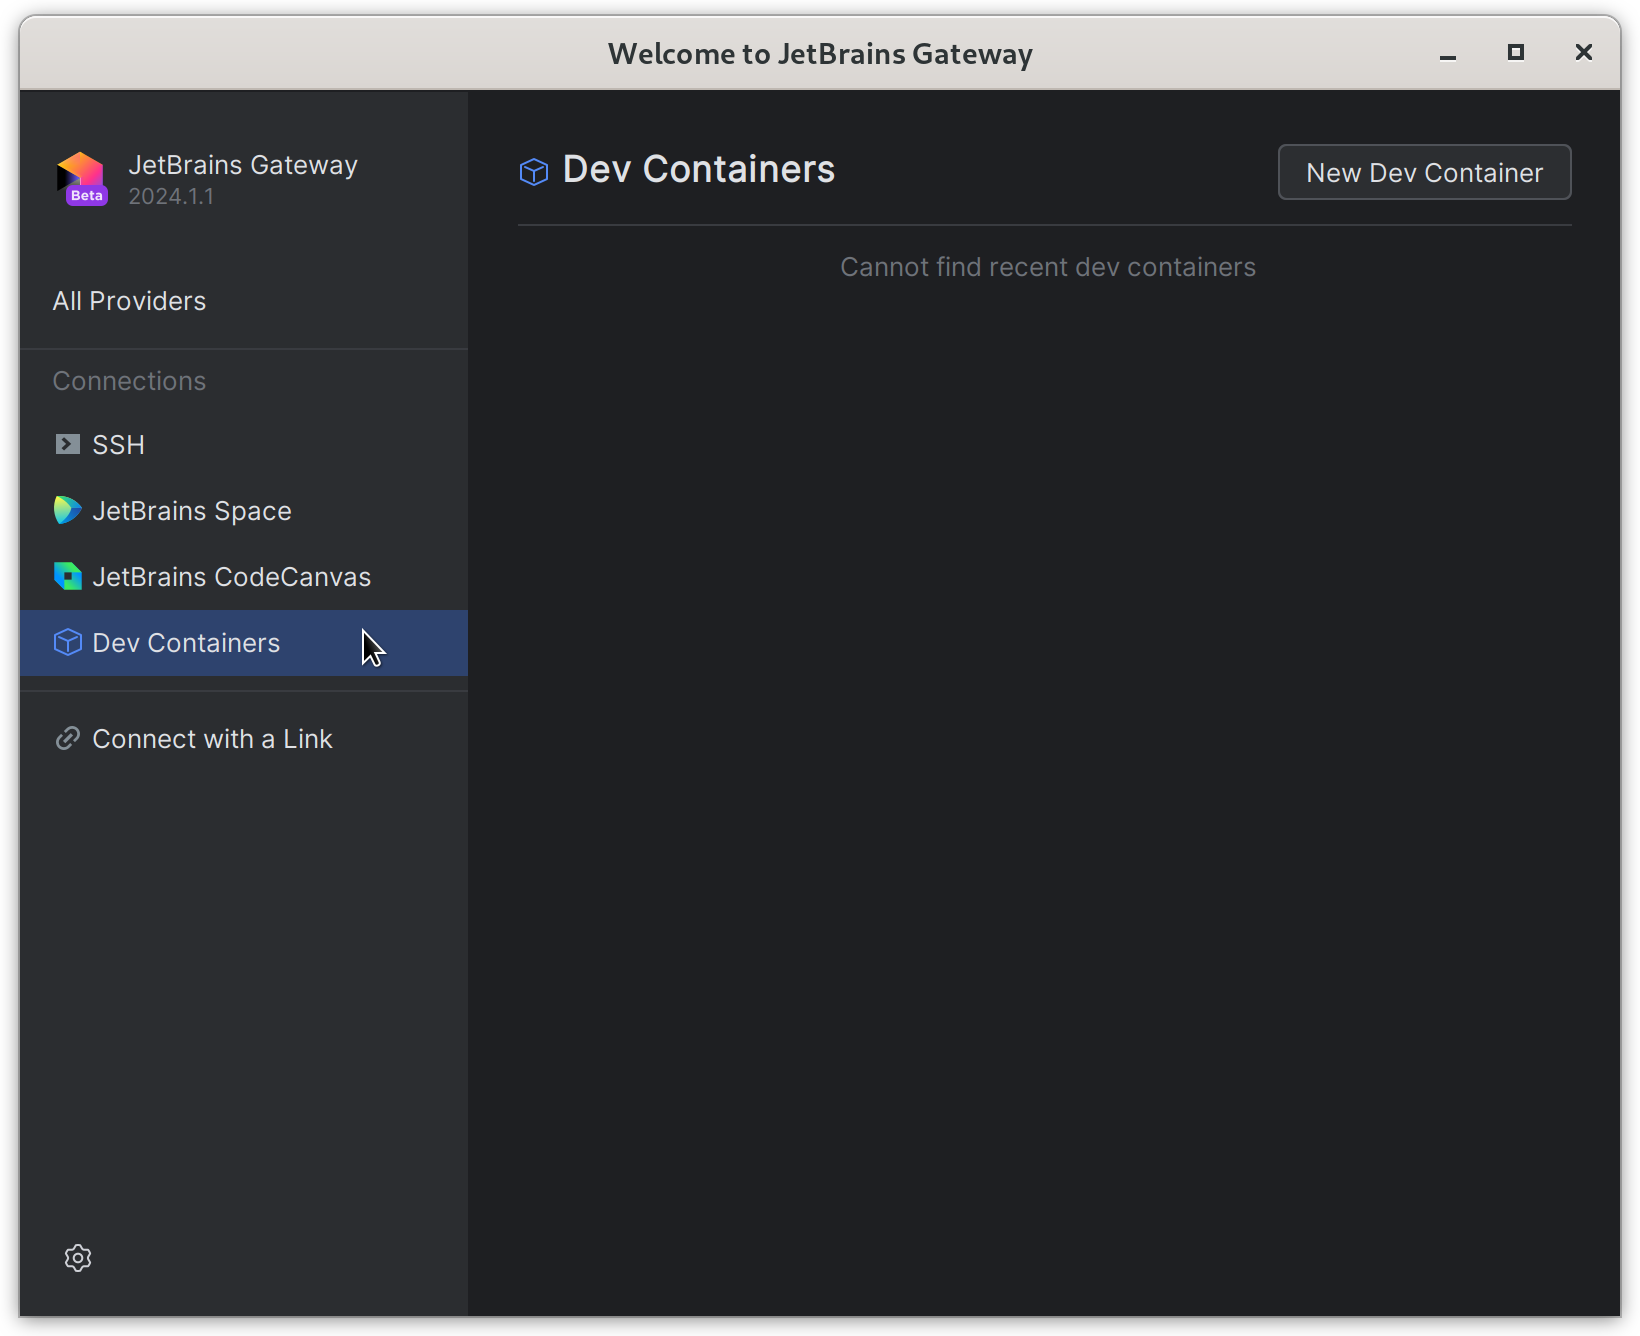 Welcome to JetBrains Gateway
JetBrains Gateway
Beta
2024.1.1
All Providers
Connections
SSH
JetBrains Space
JetBrains CodeCanvas
Dev Containers
Connect with a Link
Dev Containers
New Dev Container
Cannot find recent dev containers